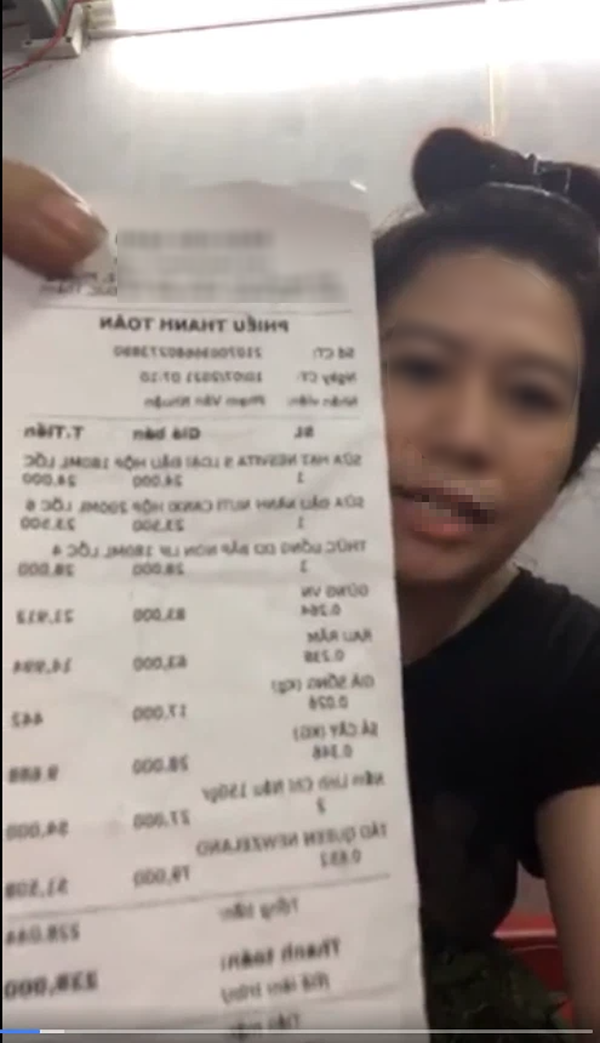 PHIẾU THANH TOÁN
Số CT:
Ngày CT: 10/07/2021 07:10
Nhân viên: Phạm Văn Nhuận
SL Giá bán T.Tiền
SỮA HẠT NESVITA 5 LOẠI ĐẬU HỘP 180ML LỐC
1 24.000 24.000
SỮA ĐẬU NÀNH NUTI CANXI HỘP 200ML LỐC 6
1 23.500 23.500
THỨC UỐNG DD BẮP NON LIF 180ML LỐC 4
1 28.000 28.000
GỪNG VN
0.264 83,000 21,912
RAU RĂM
0.238 63,000 14,994
GIÁ SỐNG (Kg)
0.026 17,000 442
SẢ CÂY (KG)
0.346 28,000 9.688
Nấm Linh Chi Nâu 150gr
2 27.000 54,000
TÁO QUEEN NEWZELAND
0.652 79,000 51,508
Tổng tiền: 228.044
Thanh toán: 228,000
(Đã làm tròn)